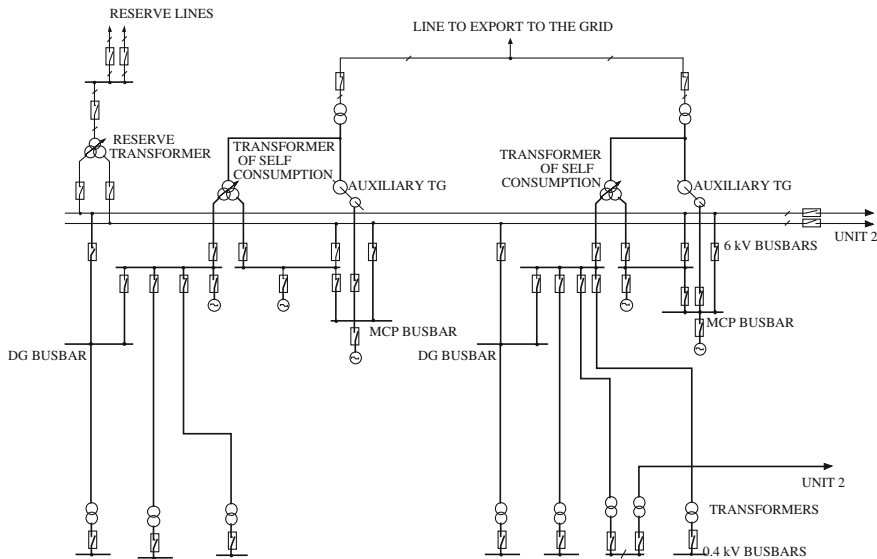 RESERVE LINES
LINE TO EXPORT TO THE GRID
RESERVE
TRANSFORMER
TRANSFORMER
OF SELF
CONSUMPTION
AUXILIARY TG
TRANSFORMER
OF SELF
CONSUMPTION
AUXILIARY TG
UNIT 2
6 kV BUSBARS
MCP BUSBAR
MCP BUSBAR
DG BUSBAR
DG BUSBAR
UNIT 2
TRANSFORMERS
0.4 kV BUSBARS